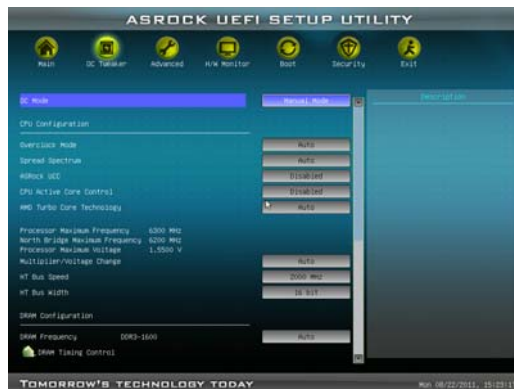 ASROCK UEFI SETUP UTILITY
Main
OC Tweaker
Advanced
H/W Monitor
Boot
Security
Exit
OC Mode
Manual Mode
Description
CPU Configuration
Overclock Mode
Auto
Spread Spectrum
Auto
ASRock UCC
Disabled
CPU Active Core Control
Disabled
AMD Turbo Core Technology
Auto
Processor Maximum Frequency 6300 MHz
North Bridge Maximum Frequency 6200 MHz
Processor Maximum Voltage 1.5500 V
Multiplier/Voltage Change
Auto
HT Bus Speed
2000 MHz
HT Bus Width
16 bit
DRAM Configuration
DRAM Frequency DDR3-1600
Auto
DRAM Timing Control
TOMORROW'S TECHNOLOGY TODAY
Mon 08/22/2011,